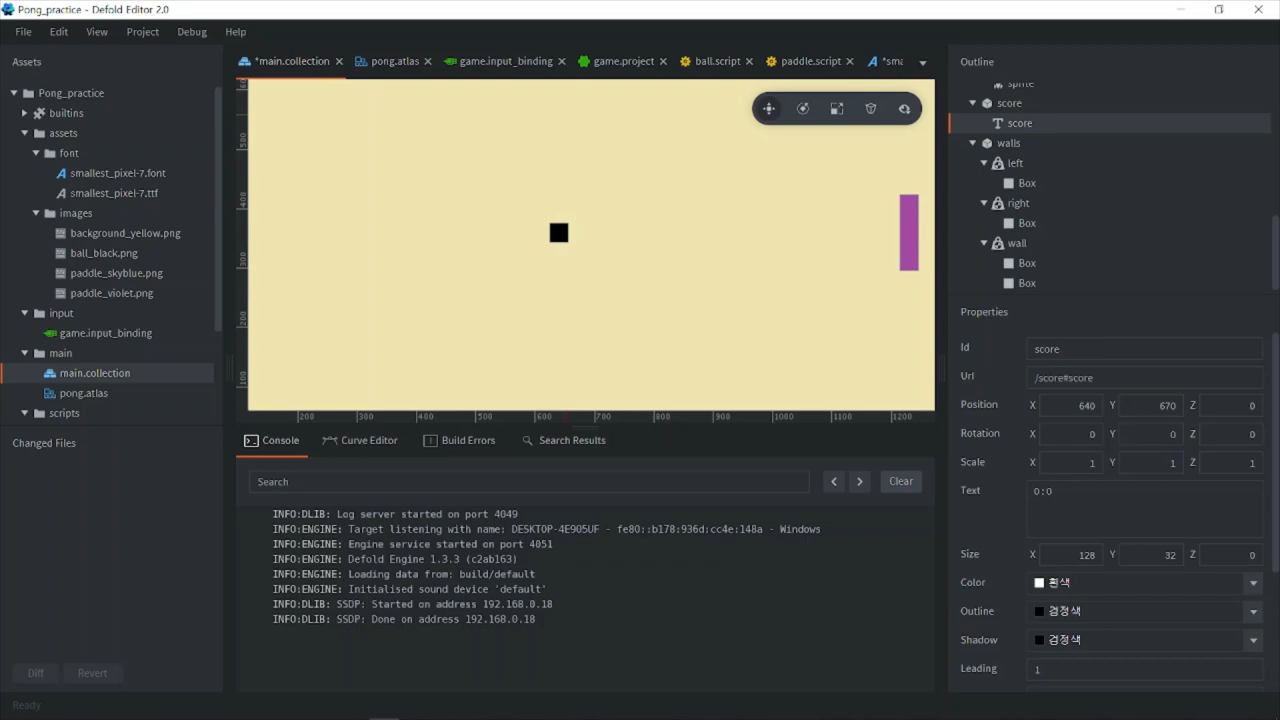 Pong_practice - Defold Editor 2.0
File Edit View Project Debug Help
Assets
*main.collection pong.atlas game.input_binding game.project ball.script paddle.script *sma
Outline
Pong_practice
builtins
assets
font
smallest_pixel-7.font
smallest_pixel-7.ttf
images
background_yellow.png
ball_black.png
paddle_skyblue.png
paddle_violet.png
input
game.input_binding
main
main.collection
pong.atlas
scripts
Changed Files
Diff Revert
Ready
500
400
300
200
100
200 300 400 500 600 700 800 900 1000 1100 1200
Console Curve Editor Build Errors Search Results
Search Clear
INFO:DLIB: Log server started on port 4049
INFO:ENGINE: Target listening with name: DESKTOP-4E905UF - fe80::b178:936d:cc4e:148a - Windows
INFO:ENGINE: Engine service started on port 4051
INFO:ENGINE: Defold Engine 1.3.3 (c2ab163)
INFO:ENGINE: Loading data from: build/default
INFO:ENGINE: Initialised sound device 'default'
INFO:DLIB: SSDP: Started on address 192.168.0.18
INFO:DLIB: SSDP: Done on address 192.168.0.18
sprite
score
score
walls
left
Box
right
Box
wall
Box
Box
Properties
Id score
Url /score#score
Position X 640 Y 670 Z 0
Rotation X 0 Y 0 Z 0
Scale X 1 Y 1 Z 1
Text 0:0
Size X 128 Y 32 Z 0
Color 흰색
Outline 검정색
Shadow 검정색
Leading 1